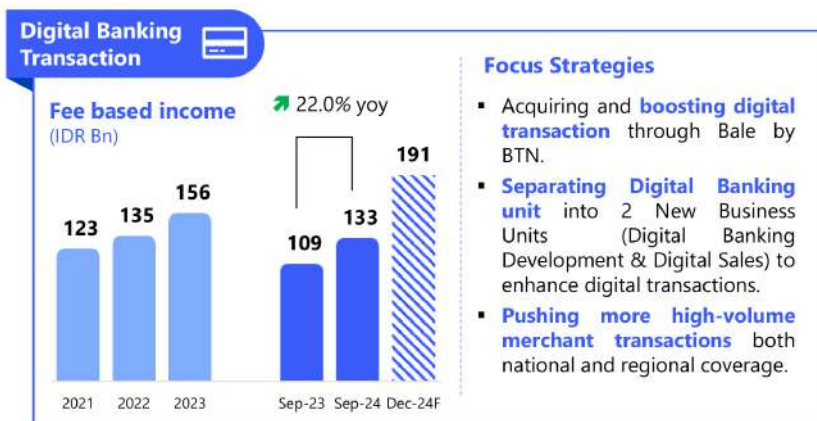 Digital Banking
Transaction
Fee based income
(IDR Bn)
22.0% yoy
123
135
156
109
133
191
2021
2022
2023
Sep-23
Sep-24
Dec-24F
Focus Strategies
▪ Acquiring and boosting digital
transaction through Bale by
BTN.
▪ Separating Digital Banking
unit into 2 New Business
Units (Digital Banking
Development & Digital Sales) to
enhance digital transactions.
▪ Pushing more high-volume
merchant transactions both
national and regional coverage.